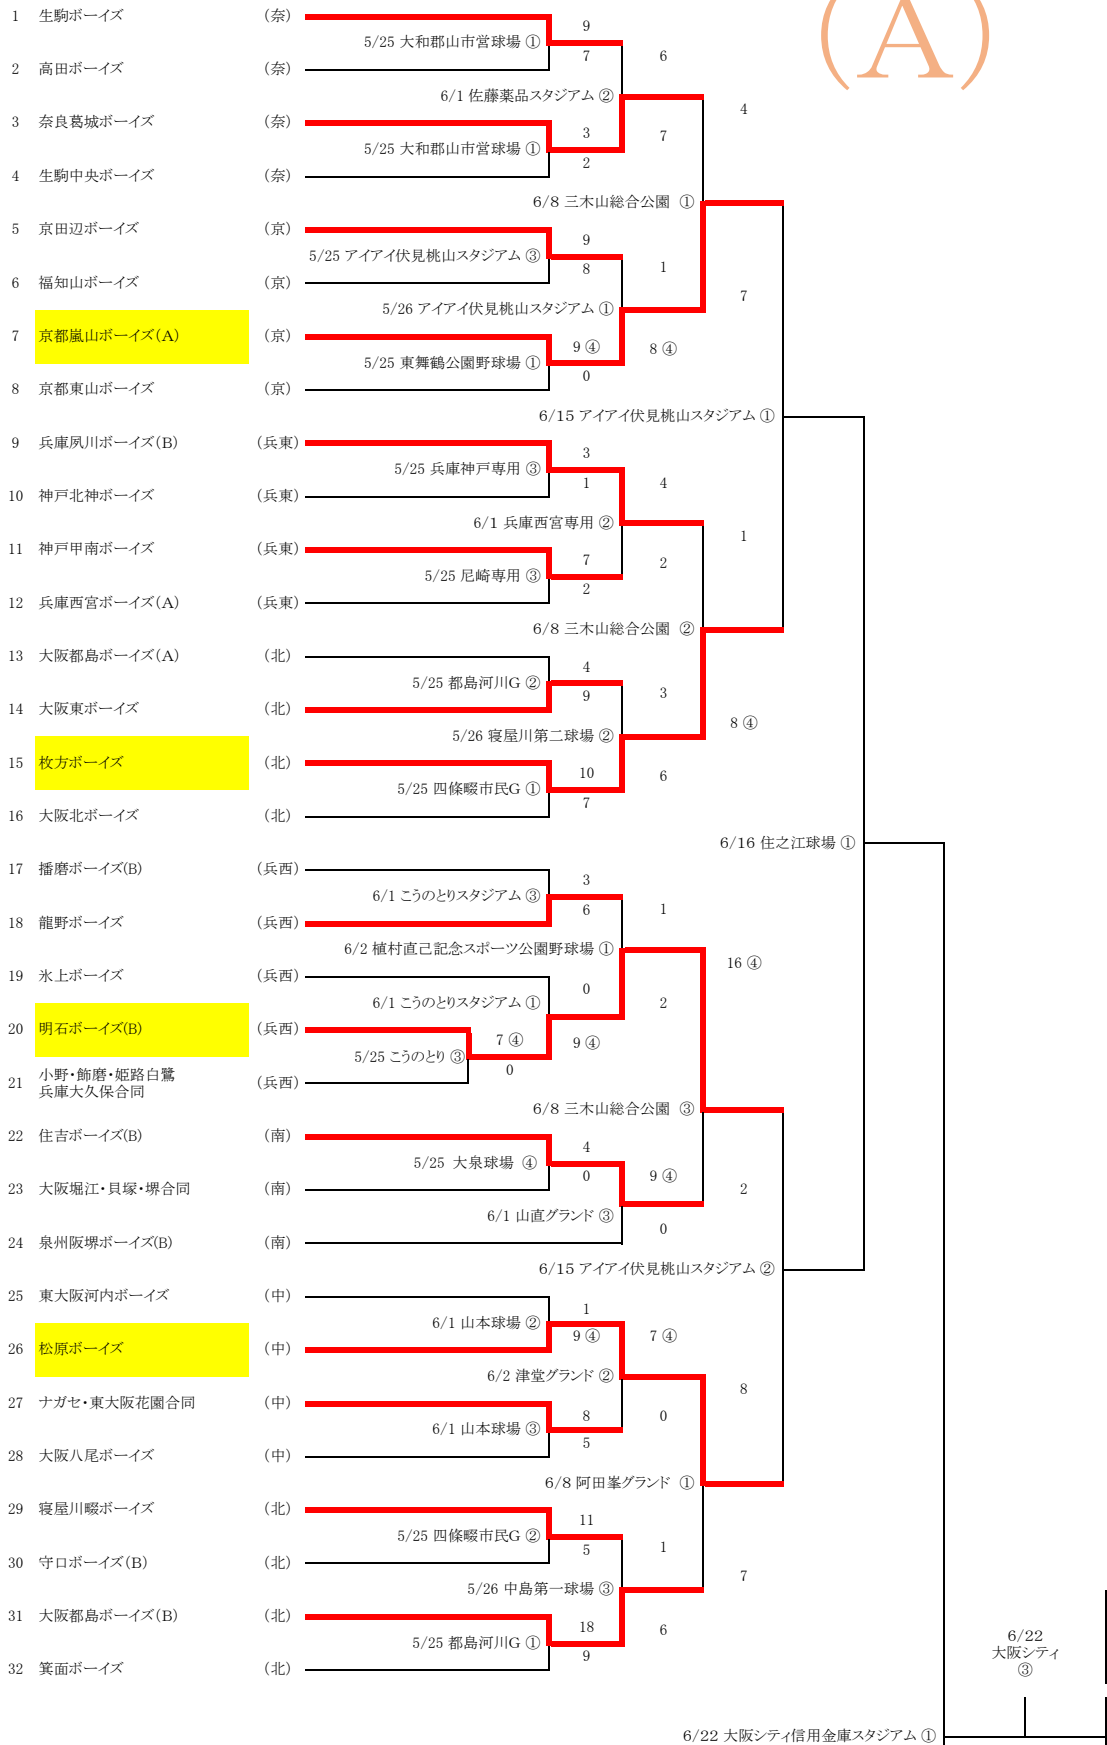 (A)
1 生駒ボーイズ (奈)
9
5/25 大和郡山市営球場 ①
7
6
2 高田ボーイズ (奈)
6/1 佐藤薬品スタジアム ②
4
3 奈良葛城ボーイズ (奈)
3
7
5/25 大和郡山市営球場 ①
2
4 生駒中央ボーイズ (奈)
6/8 三木山総合公園 ①
5 京田辺ボーイズ (京)
9
5/25 アイアイ伏見桃山スタジアム ③
8
1
6 福知山ボーイズ (京)
7
5/26 アイアイ伏見桃山スタジアム ①
7 京都嵐山ボーイズ(A) (京)
9 ④
8 ④
5/25 東舞鶴公園野球場 ①
0
8 京都東山ボーイズ (京)
6/15 アイアイ伏見桃山スタジアム ①
9 兵庫夙川ボーイズ(B) (兵東)
3
5/25 兵庫神戸専用 ③
1
4
10 神戸北神ボーイズ (兵東)
6/1 兵庫西宮専用 ②
1
11 神戸甲南ボーイズ (兵東)
7
2
5/25 尼崎専用 ③
2
12 兵庫西宮ボーイズ(A) (兵東)
6/8 三木山総合公園 ②
13 大阪都島ボーイズ(A) (北)
4
5/25 都島河川G ②
9
3
14 大阪東ボーイズ (北)
8 ④
5/26 寝屋川第二球場 ②
15 枚方ボーイズ (北)
10
6
5/25 四條畷市民G ①
7
16 大阪北ボーイズ (北)
6/16 住之江球場 ①
17 播磨ボーイズ(B) (兵西)
3
6/1 こうのとりスタジアム ③
6
1
18 龍野ボーイズ (兵西)
6/2 植村直己記念スポーツ公園野球場 ①
16 ④
19 氷上ボーイズ (兵西)
0
6/1 こうのとりスタジアム ①
2
20 明石ボーイズ(B) (兵西)
7 ④
9 ④
5/25 こうのとり ③
0
21 小野・飾磨・姫路白鷺
兵庫大久保合同 (兵西)
6/8 三木山総合公園 ③
22 住吉ボーイズ(B) (南)
4
5/25 大泉球場 ④
0
9 ④
23 大阪堀江・貝塚・堺合同 (南)
2
6/1 山直グランド ③
0
24 泉州阪堺ボーイズ(B) (南)
6/15 アイアイ伏見桃山スタジアム ②
25 東大阪河内ボーイズ (中)
1
6/1 山本球場 ②
9 ④
7 ④
26 松原ボーイズ (中)
6/2 津堂グランド ②
8
27 ナガセ・東大阪花園合同 (中)
8
0
6/1 山本球場 ③
5
28 大阪八尾ボーイズ (中)
6/8 阿田峯グランド ①
29 寝屋川畷ボーイズ (北)
11
5/25 四條畷市民G ②
5
1
30 守口ボーイズ(B) (北)
7
5/26 中島第一球場 ③
31 大阪都島ボーイズ(B) (北)
18
6
5/25 都島河川G ①
9
32 箕面ボーイズ (北)
6/22
大阪シティ
③
6/22 大阪シティ信用金庫スタジアム ①